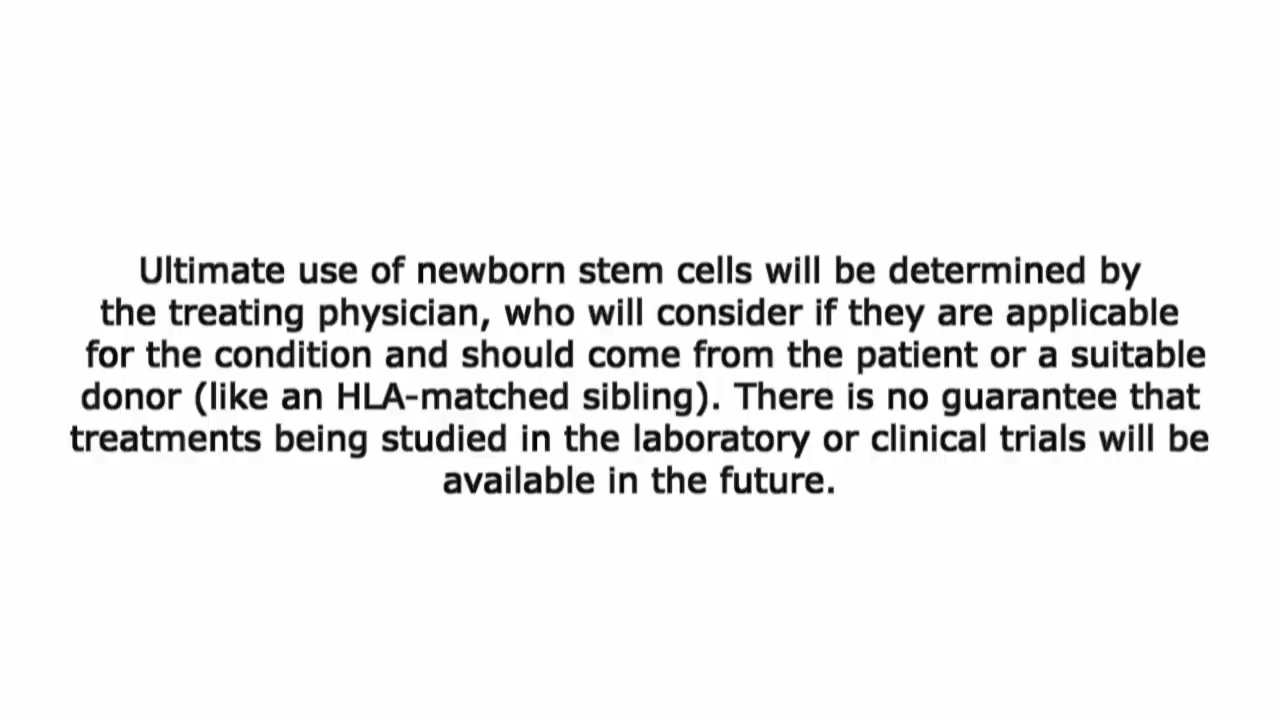 Ultimate use of newborn stem cells will be determined by
the treating physician, who will consider if they are applicable
for the condition and should come from the patient or a suitable
donor (like an HLA-matched sibling). There is no guarantee that
treatments being studied in the laboratory or clinical trials will be
available in the future.